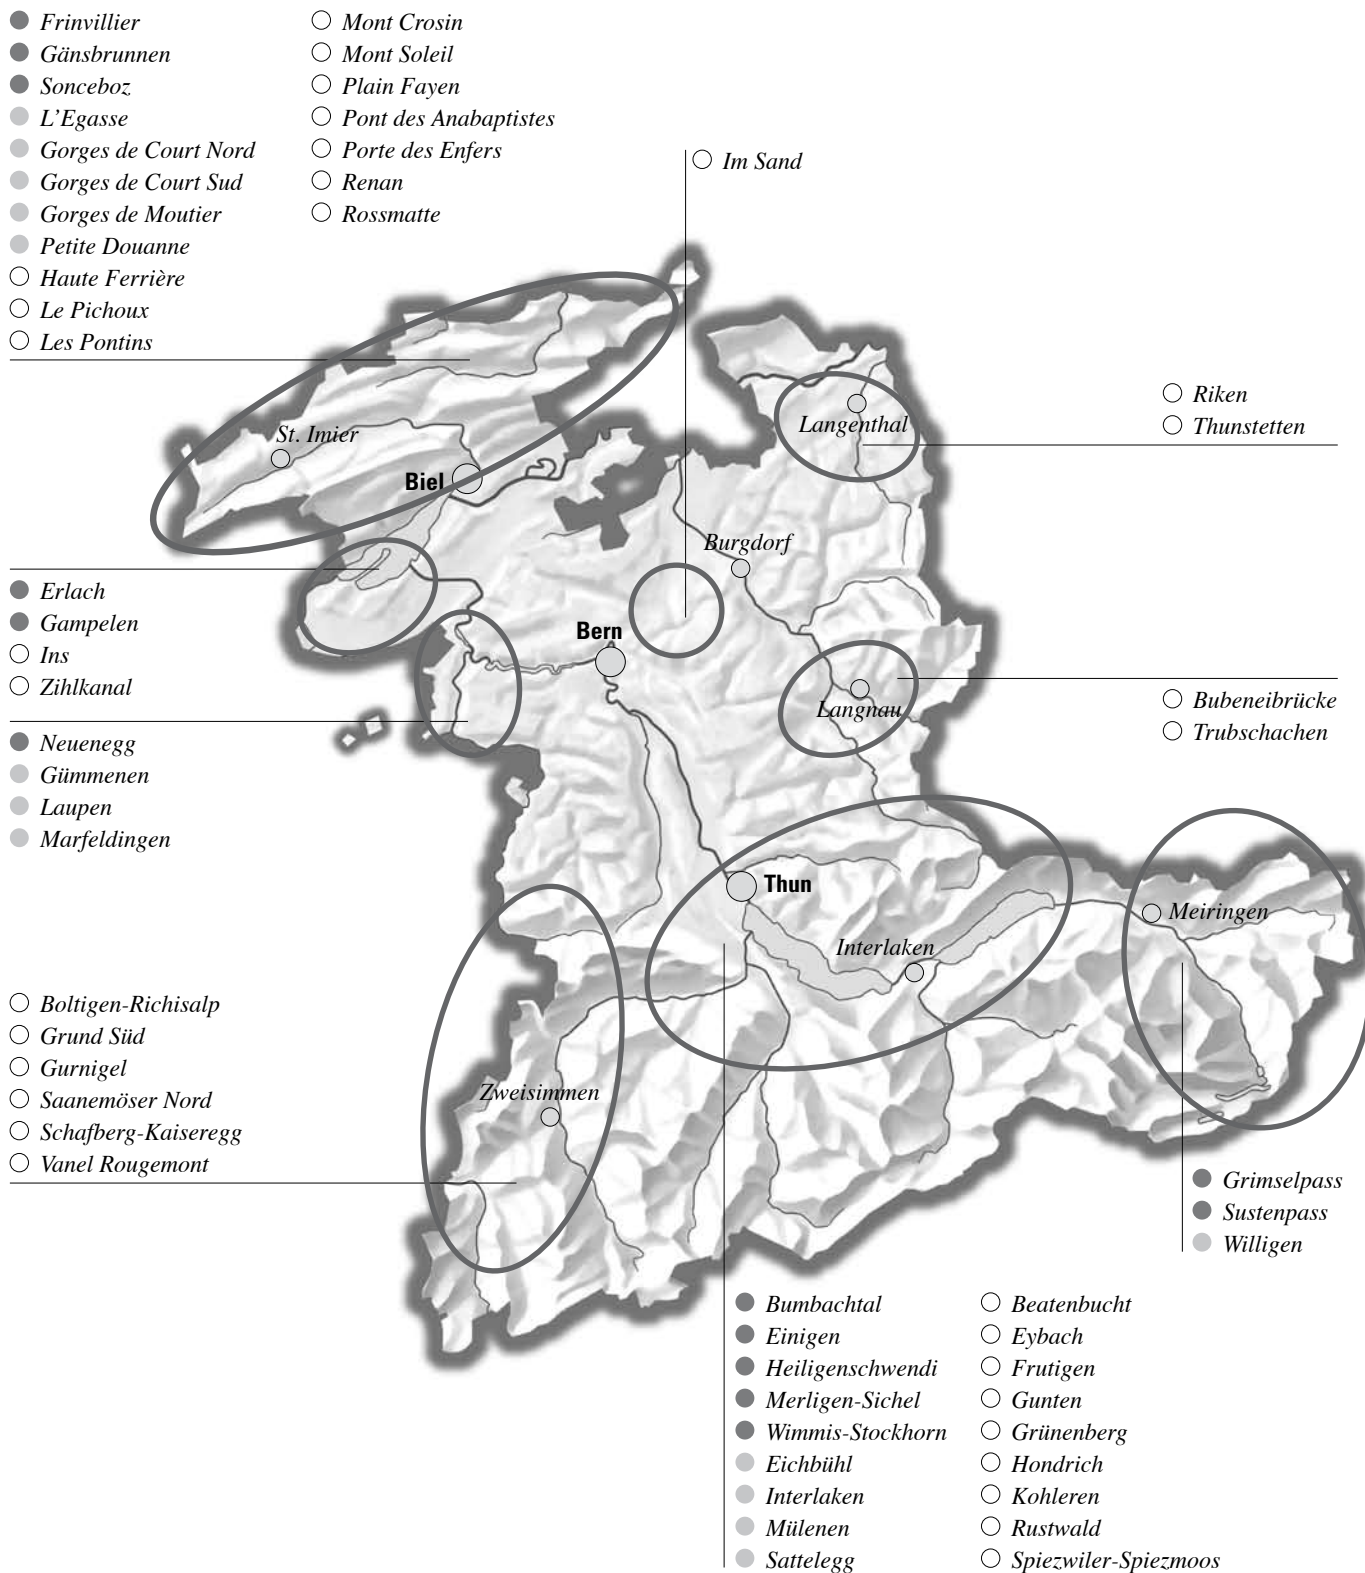 Frinvillier
Gänsbrunnen
Sonceboz
L'Egasse
Gorges de Court Nord
Gorges de Court Sud
Gorges de Moutier
Petite Douanne
Haute Ferrière
Le Pichoux
Les Pontins
Mont Crosin
Mont Soleil
Plain Fayen
Pont des Anabaptistes
Porte des Enfers
Renan
Rossmatte
Im Sand
Riken
Thunstetten
Langenthal
St. Imier
Biel
Burgdorf
Erlach
Gampelen
Ins
Zihlkanal
Bern
Langnau
Bubeneibrücke
Trubschachen
Neuenegg
Gümmenen
Laupen
Marfeldingen
Thun
Interlaken
Meiringen
Boltigen-Richisalp
Grund Süd
Gurnigel
Saanemöser Nord
Schafberg-Kaiseregg
Vanel Rougemont
Zweisimmen
Grimselpass
Sustenpass
Willigen
Bumbachtal
Einigen
Heiligenschwendi
Merligen-Sichel
Wimmis-Stockhorn
Eichbühl
Interlaken
Mülenen
Sattelegg
Beatenbucht
Eybach
Frutigen
Gunten
Grünenberg
Hondrich
Kohleren
Rustwald
Spiezwiler-Spiezmoos